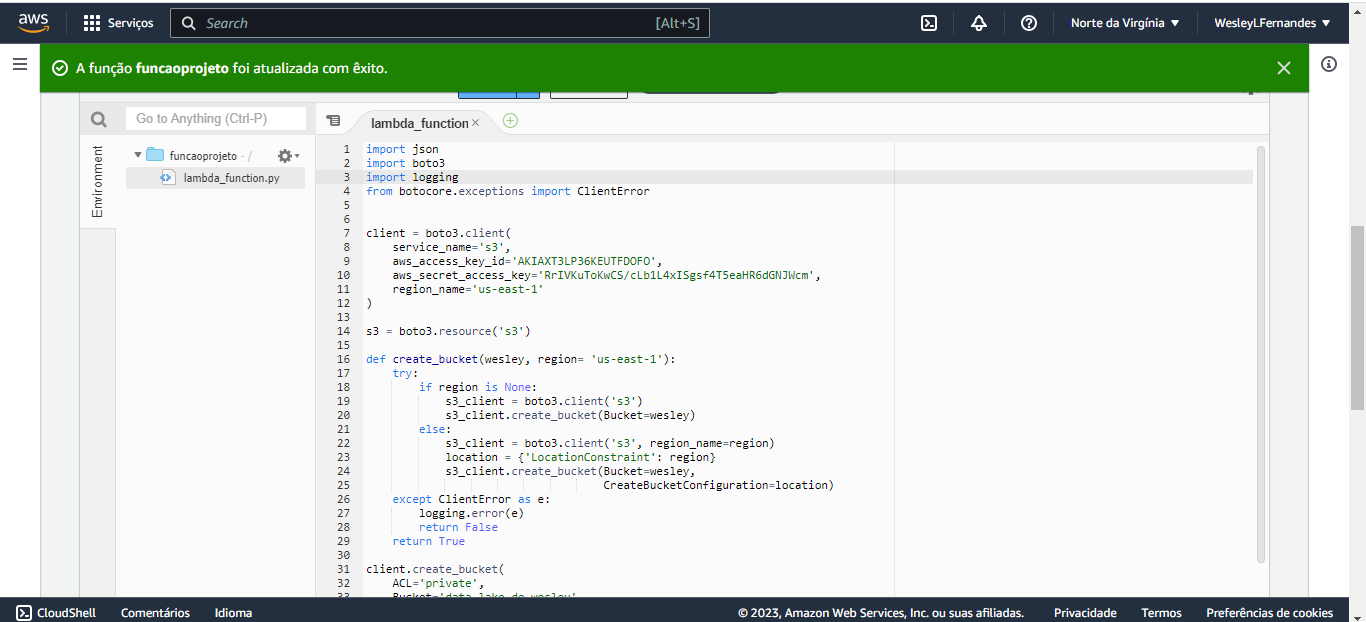 aws
Serviços
Search
[Alt+S]
Norte da Virgínia
WesleyLFernandes
A função funcaoprojeto foi atualizada com êxito.
Go to Anything (Ctrl-P)
lambda_function
Environment
funcaoprojeto - /
lambda_function.py
1 import json
2 import boto3
3 import logging
4 from botocore.exceptions import ClientError
5
6
7 client = boto3.client(
8 service_name='s3',
9 aws_access_key_id='AKIAXT3LP36KEUTFDOFO',
10 aws_secret_access_key='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',
11 region_name='us-east-1'
12 )
13
14 s3 = boto3.resource('s3')
15
16 def create_bucket(wesley, region= 'us-east-1'):
17 try:
18 if region is None:
19 s3_client = boto3.client('s3')
20 s3_client.create_bucket(Bucket=wesley)
21 else:
22 s3_client = boto3.client('s3', region_name=region)
23 location = {'LocationConstraint': region}
24 s3_client.create_bucket(Bucket=wesley,
25 CreateBucketConfiguration=location)
26 except ClientError as e:
27 logging.error(e)
28 return False
29 return True
30
31 client.create_bucket(
32 ACL='private',
33 Bucket='data-lake-do-wesley'
CloudShell
Comentários
Idioma
© 2023, Amazon Web Services, Inc. ou suas afiliadas.
Privacidade
Termos
Preferências de cookies